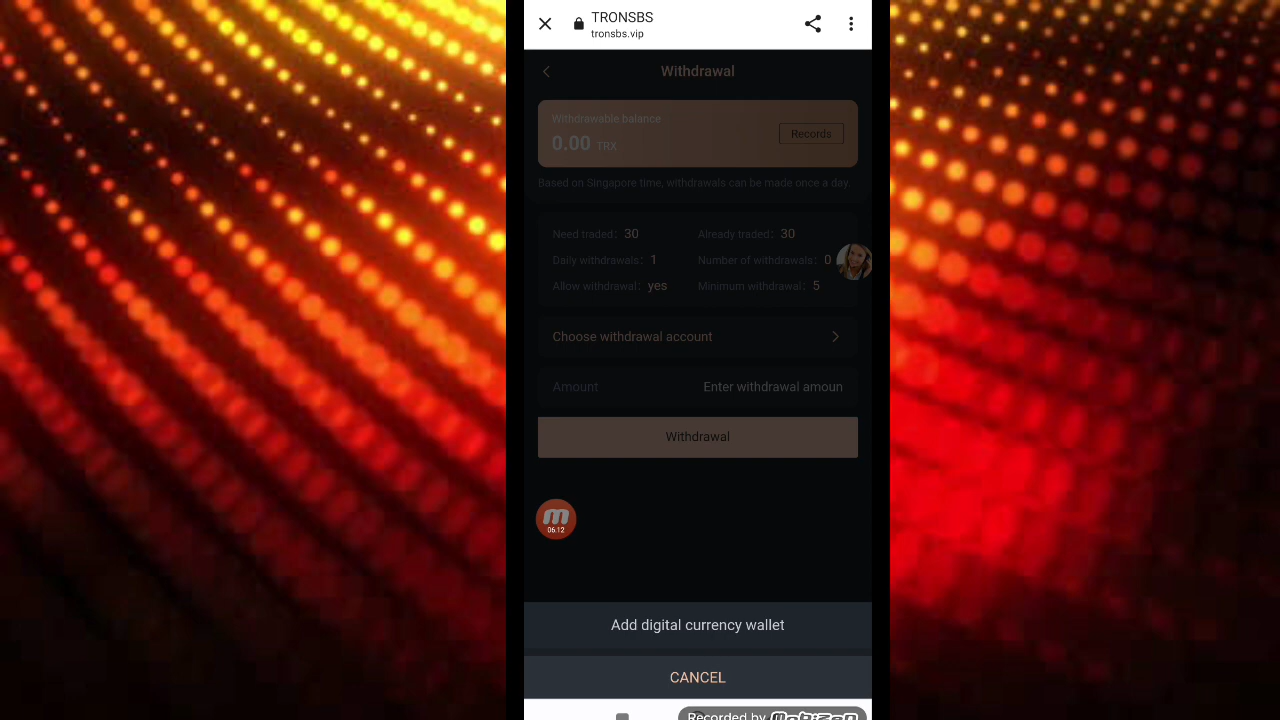 TRONSBS
tronsbs.vip
Withdrawal
Withdrawable balance
0.00 TRX
Records
Based on Singapore time, withdrawals can be made once a day.
Need traded: 30
Already traded: 30
Daily withdrawals: 1
Number of withdrawals: 0
Allow withdrawal: yes
Minimum withdrawal: 5
Choose withdrawal account
Amount
Enter withdrawal amoun
Withdrawal
m
06:12
Add digital currency wallet
CANCEL
Recorded by mobizen